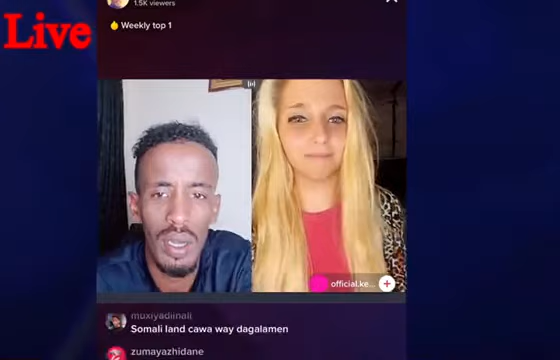 Live
1.5K viewers
Weekly top 1
official.ke...
muxiyadiinali
Somali land cawa way dagalamen
zumayazhidane